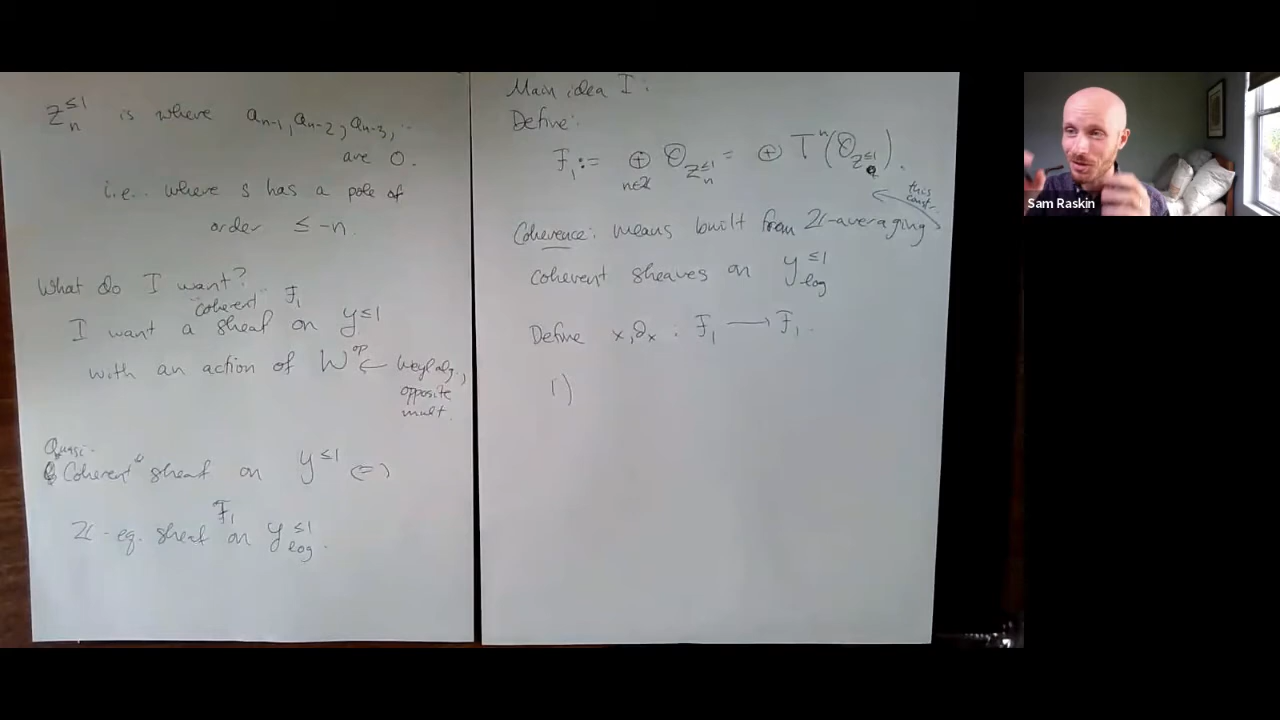 Z_n^{≤1} is where a_{n-1}, a_{n-2}, a_{n-3}, ...
are 0.
i.e.. where s has a pole of
order ≤ -n.
What do I want?
"coherent" F_1
I want a sheaf on y^{≤1}
with an action of W^{op} ← Weyl alg.,
opposite
mult.
Quasi-
Coherent" sheaf on y^{≤1} ⇔
ℤ-eq. sheaf F_1 on y_{log}^{≤1}.
Main idea I:
Define:
F_1 := ⊕_{n∈ℤ} O_{Z_n^{≤1}} = ⊕ T^n(O_{Z^{≤1}}).
this
const.
Coherence: means built from ℤ-averaging
coherent sheaves on y_{log}^{≤1}
Define x, ∂_x : F_1 → F_1.
1)
Sam Raskin